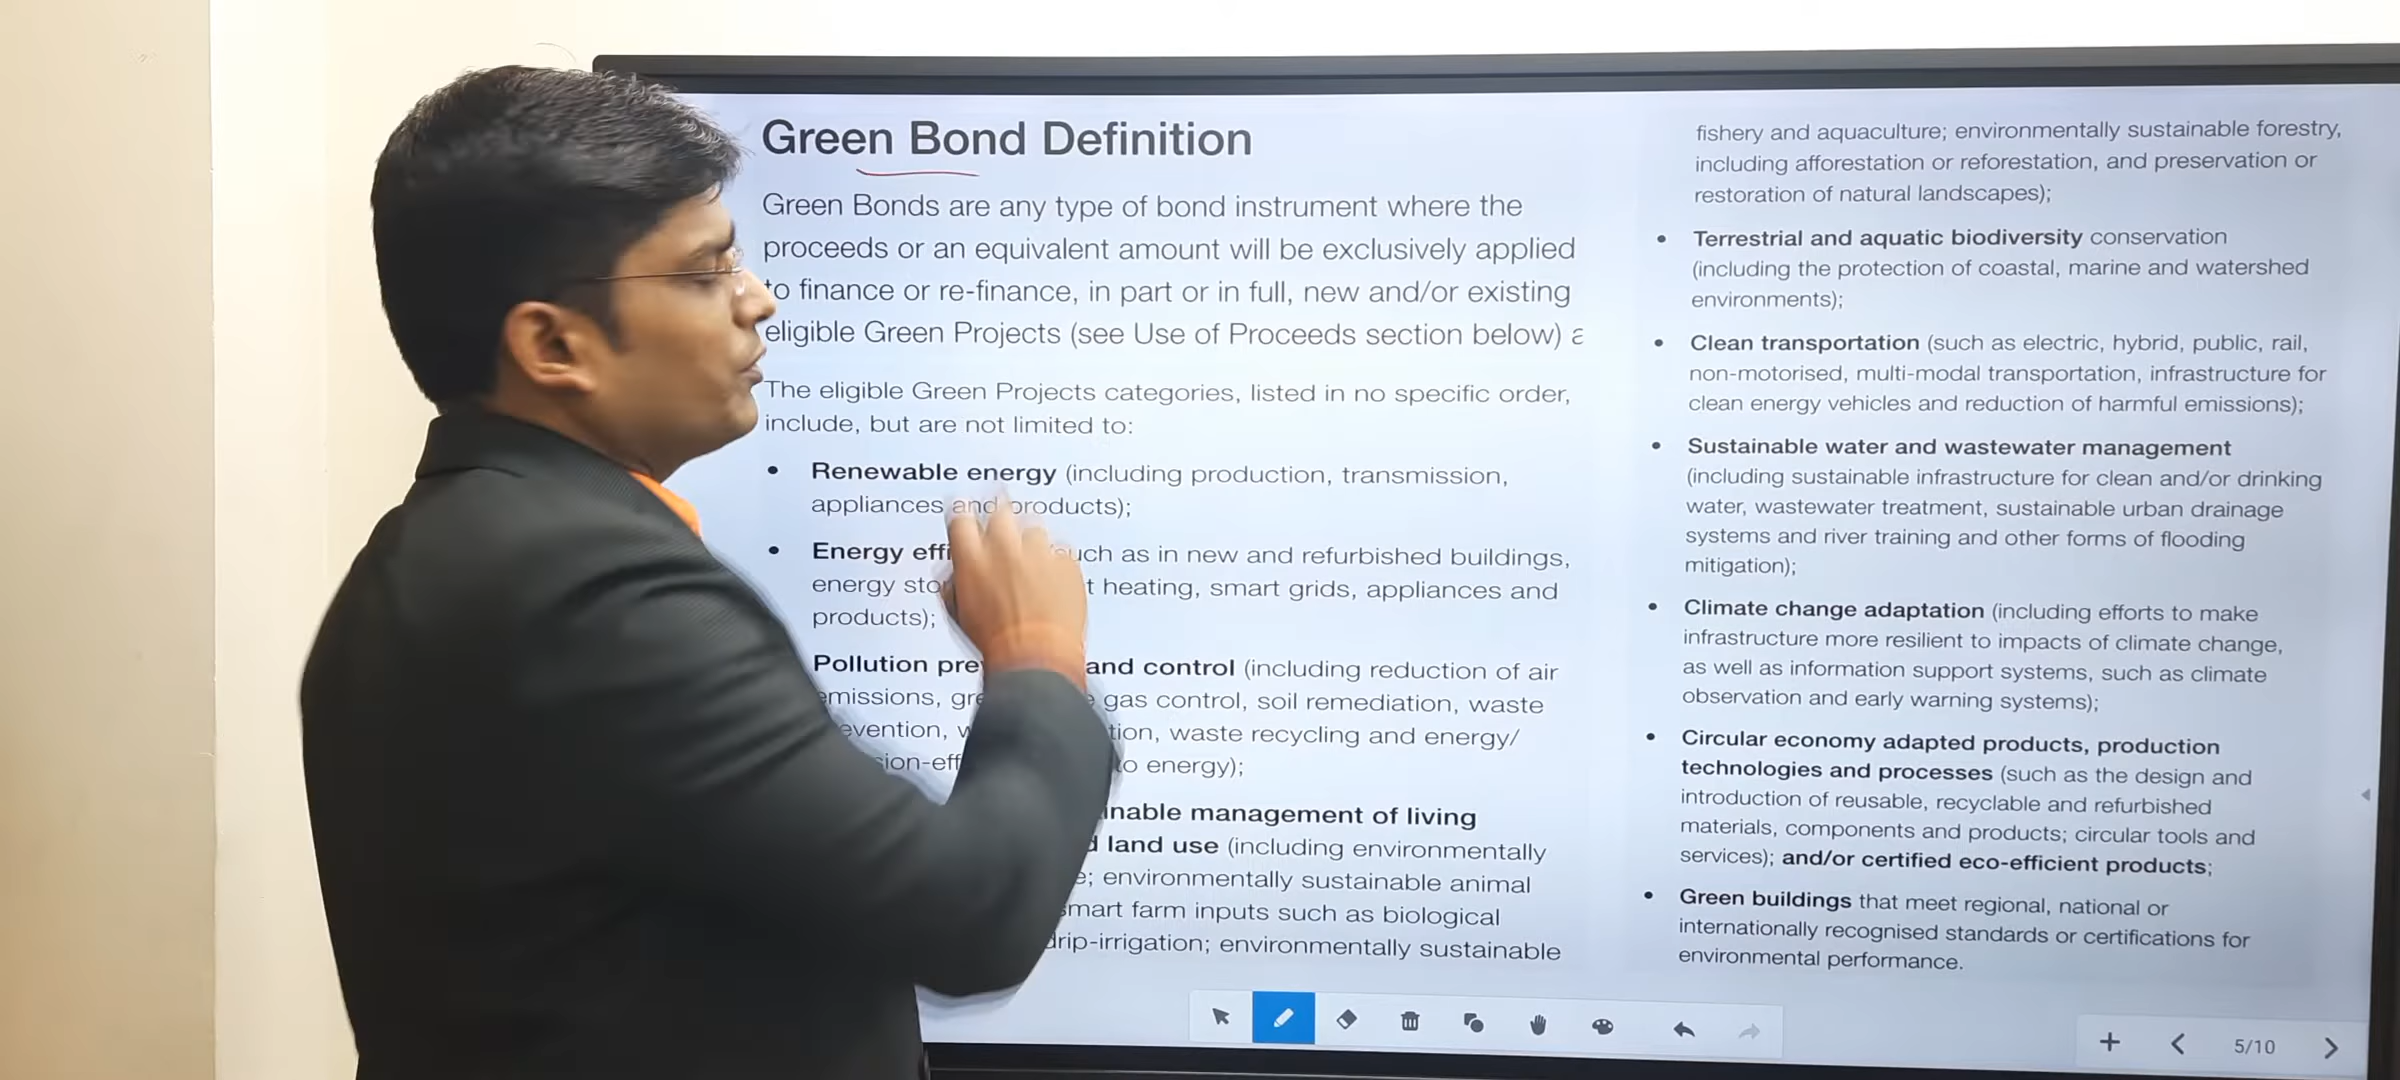 Green Bond Definition
Green Bonds are any type of bond instrument where the
proceeds or an equivalent amount will be exclusively applied
to finance or re-finance, in part or in full, new and/or existing
eligible Green Projects (see Use of Proceeds section below)
The eligible Green Projects categories, listed in no specific order,
include, but are not limited to:
• Renewable energy (including production, transmission,
appliances and products);
• Energy such as in new and refurbished buildings,
energy heating, smart grids, appliances and
products);
Pollution and control (including reduction of air
emissions, gas control, soil remediation, waste
waste recycling and energy/
to energy);
management of living
land use (including environmentally
environmentally sustainable animal
smart farm inputs such as biological
drip-irrigation; environmentally sustainable
fishery and aquaculture; environmentally sustainable forestry,
including afforestation or reforestation, and preservation or
restoration of natural landscapes);
• Terrestrial and aquatic biodiversity conservation
(including the protection of coastal, marine and watershed
environments);
• Clean transportation (such as electric, hybrid, public, rail,
non-motorised, multi-modal transportation, infrastructure for
clean energy vehicles and reduction of harmful emissions);
• Sustainable water and wastewater management
(including sustainable infrastructure for clean and/or drinking
water, wastewater treatment, sustainable urban drainage
systems and river training and other forms of flooding
mitigation);
• Climate change adaptation (including efforts to make
infrastructure more resilient to impacts of climate change,
as well as information support systems, such as climate
observation and early warning systems);
• Circular economy adapted products, production
technologies and processes (such as the design and
introduction of reusable, recyclable and refurbished
materials, components and products; circular tools and
services); and/or certified eco-efficient products;
• Green buildings that meet regional, national or
internationally recognised standards or certifications for
environmental performance.
5/10